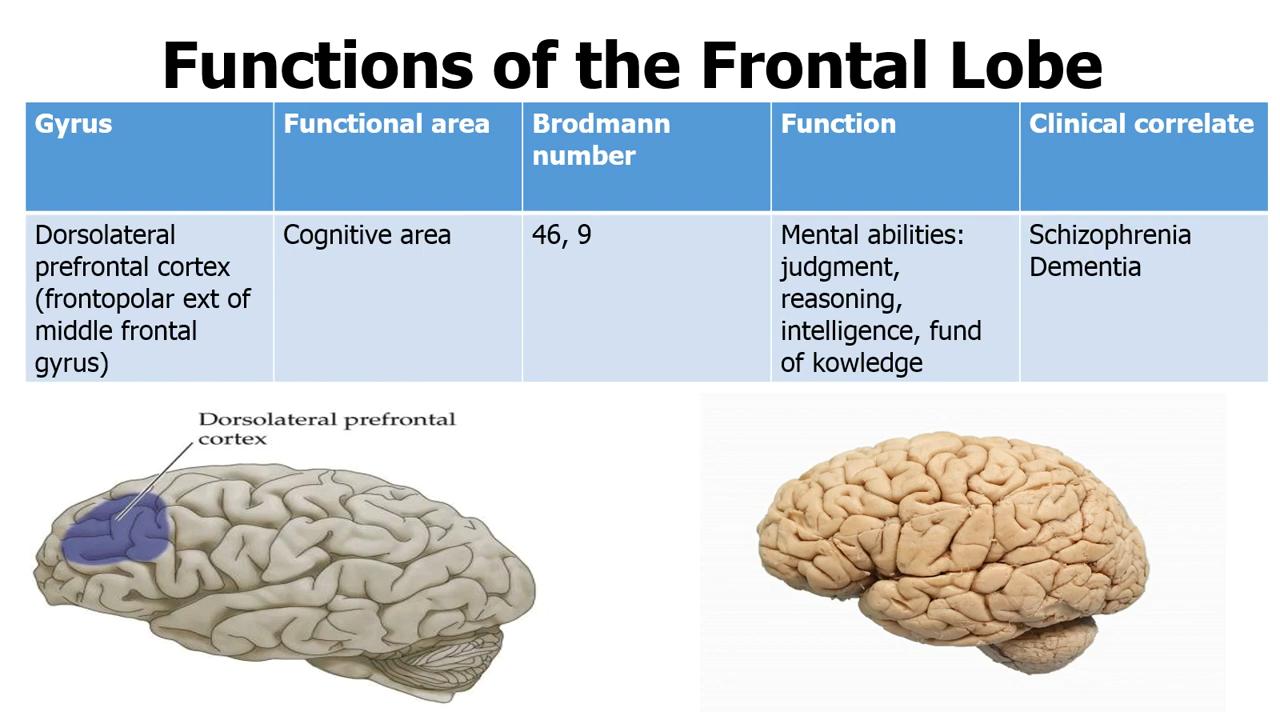 Functions of the Frontal Lobe
Gyrus
Functional area
Brodmann
number
Function
Clinical correlate
Dorsolateral
prefrontal cortex
(frontopolar ext of
middle frontal
gyrus)
Cognitive area
46, 9
Mental abilities:
judgment,
reasoning,
intelligence, fund
of kowledge
Schizophrenia
Dementia
Dorsolateral prefrontal
cortex